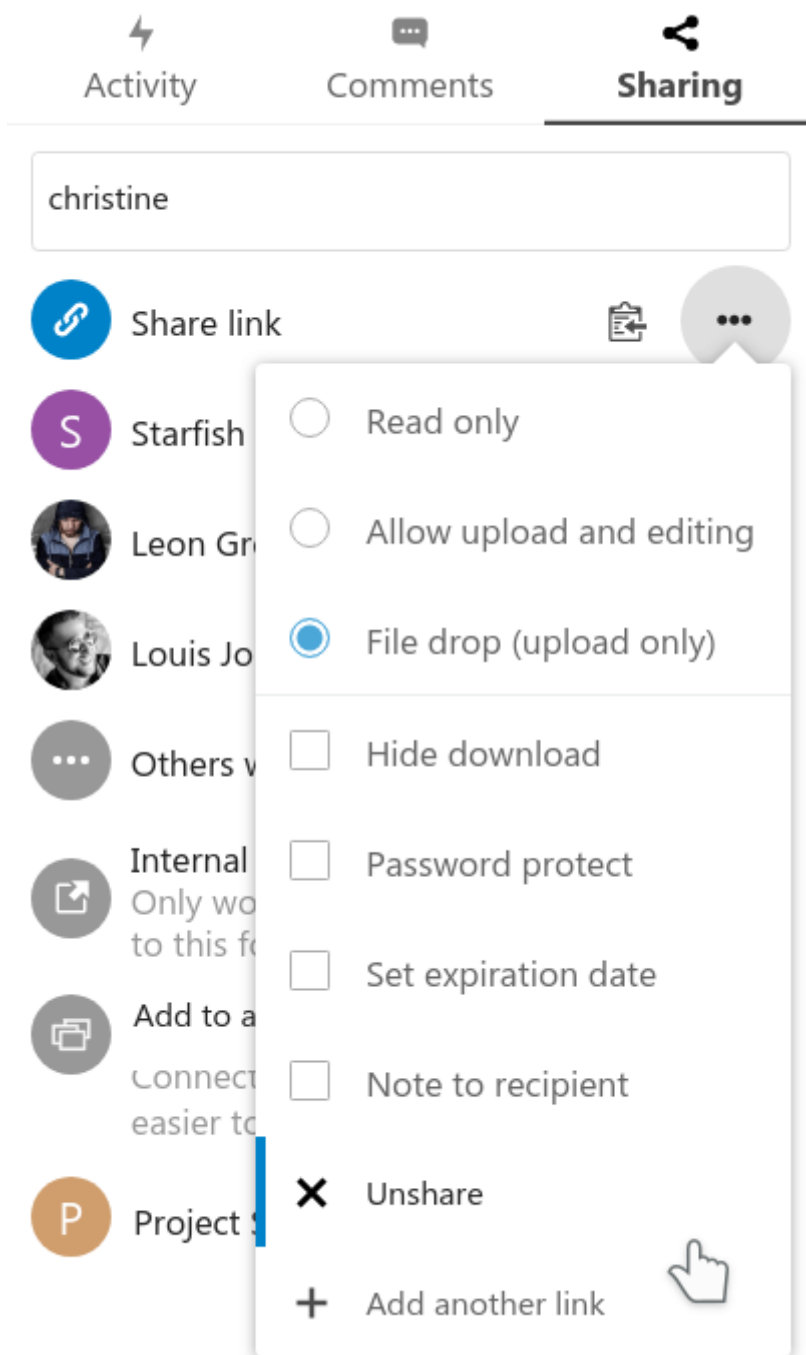 Activity
Comments
Sharing
christine
Share link
Read only
S
Starfish
Allow upload and editing
Leon Gr
File drop (upload only)
Louis Jo
Hide download
Others
Password protect
Internal
Only wo
to this fo
Set expiration date
Add to a
Connect
easier to
Note to recipient
Unshare
P
Project
Add another link